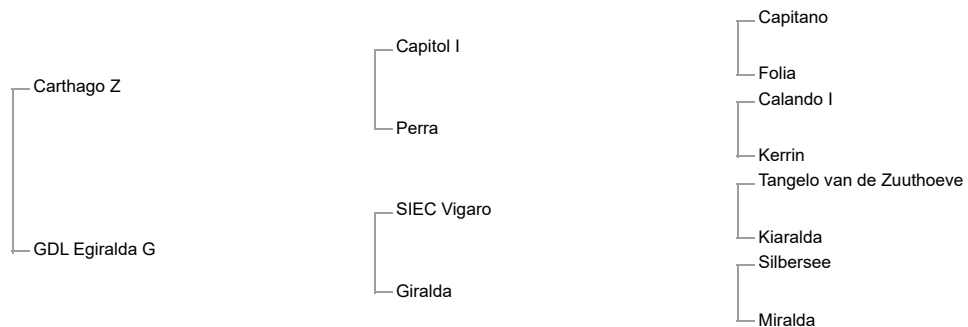 Capitano
Capitol I
Folia
Carthago Z
Calando I
Perra
Kerrin
Tangelo van de Zuuthoeve
SIEC Vigaro
Kiaralda
GDL Egiralda G
Silbersee
Giralda
Miralda